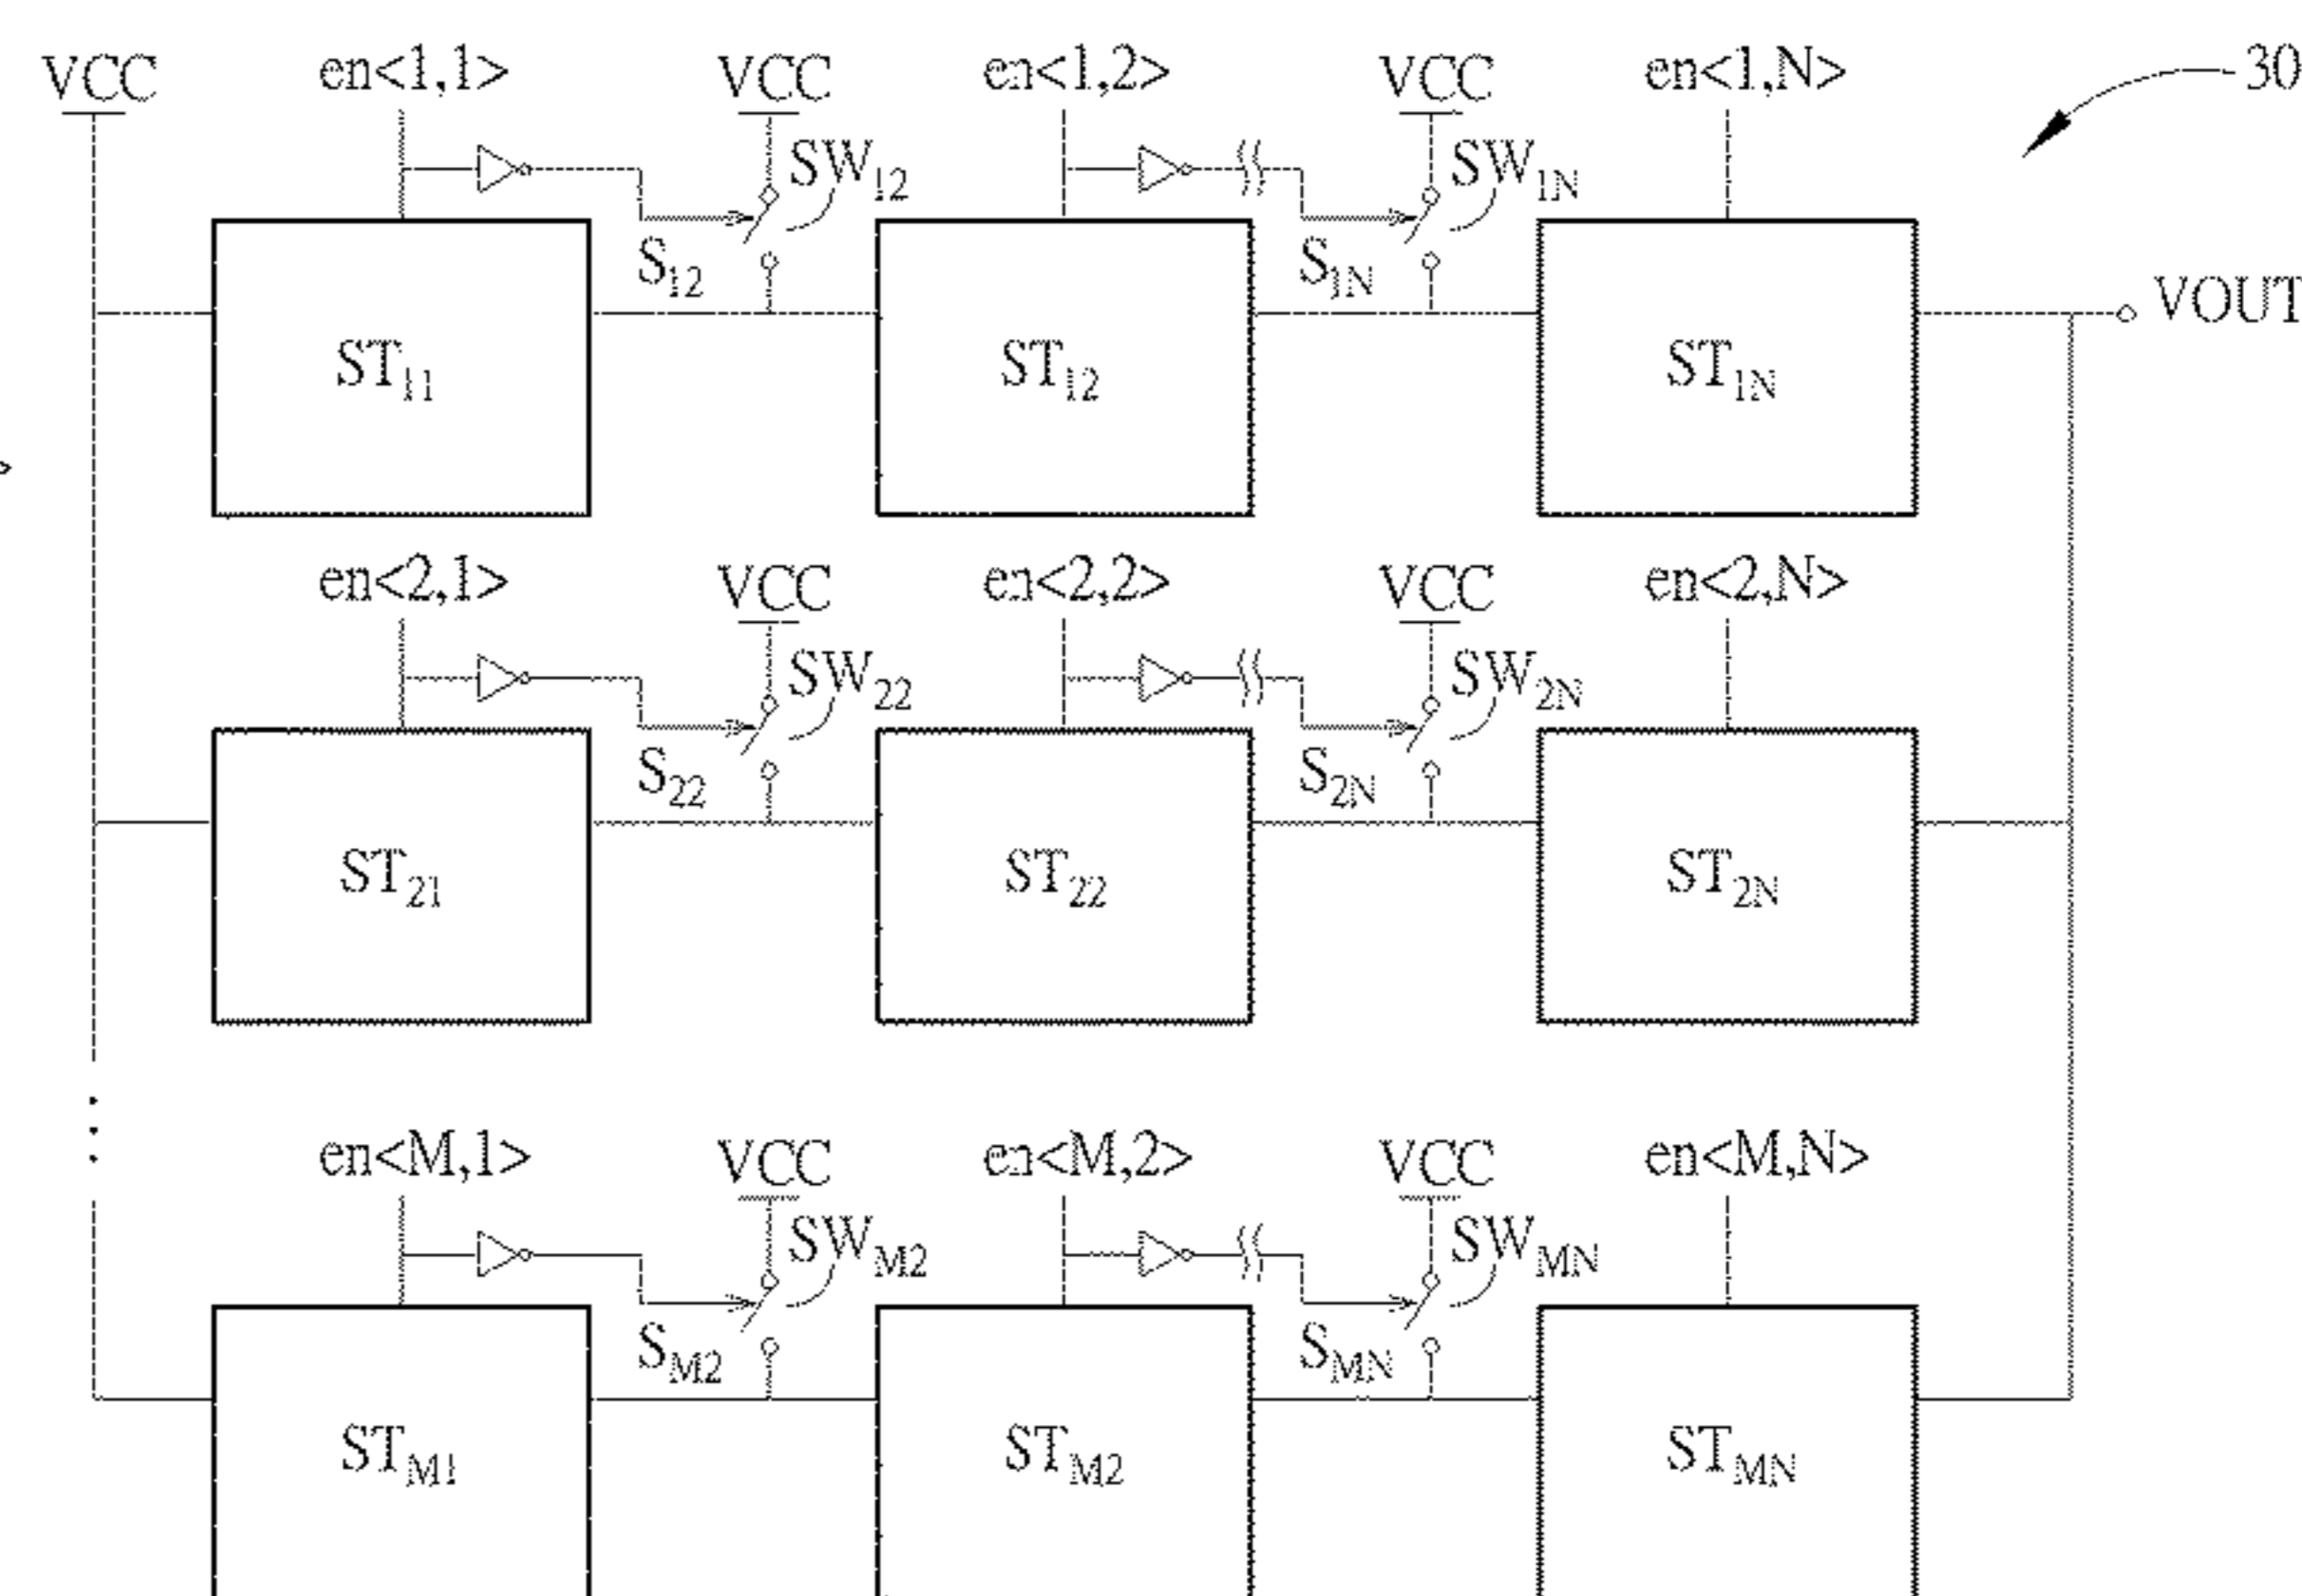 VCC en<1,1> VCC en<1,2> VCC en<1,N> 30
SW12 SW1N
S12 S1N
VOUT
ST11 ST12 ST1N
>
en<2,1> VCC en<2,2> VCC en<2,N>
SW22 SW2N
S22 S2N
ST21 ST22 ST2N
en<M,1> VCC en<M,2> VCC en<M,N>
SWM2 SWMN
SM2 SMN
STM1 STM2 STMN